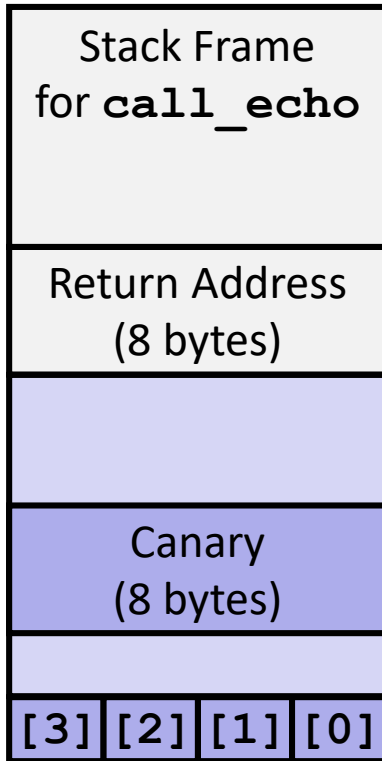 Stack Frame
for call_echo
Return Address
(8 bytes)
Canary
(8 bytes)
[3] [2] [1] [0]